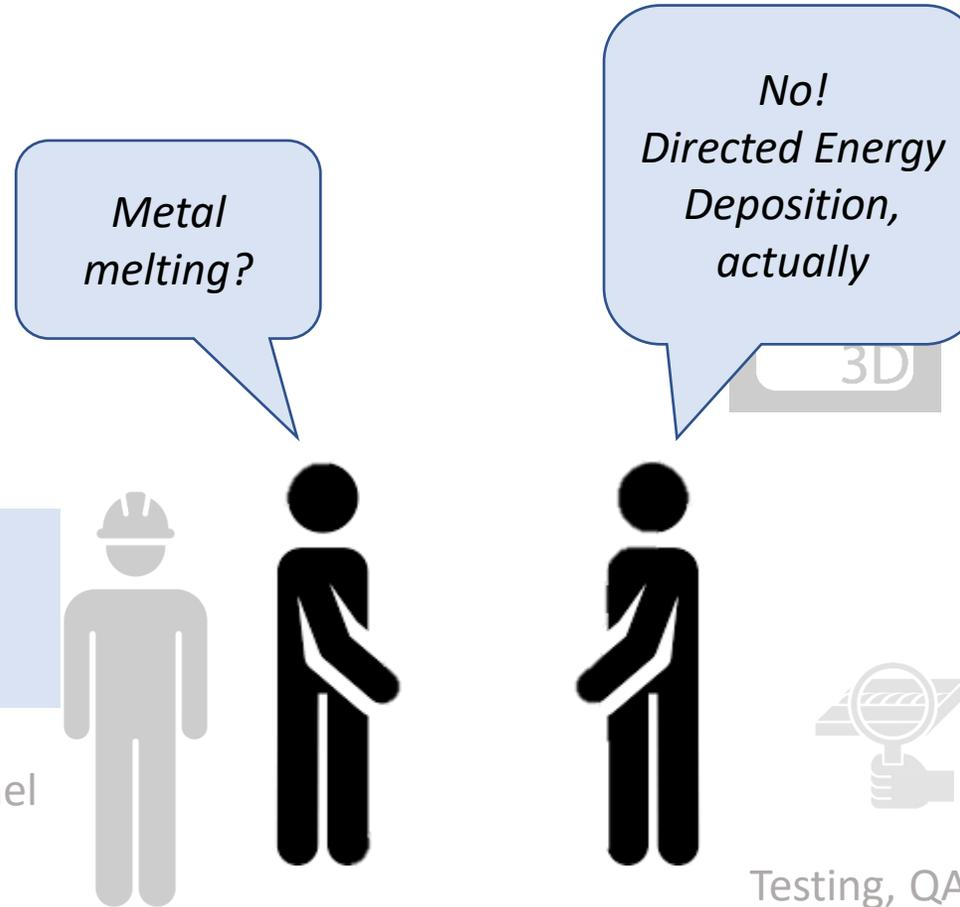 Metal
melting?
No!
Directed Energy
Deposition,
actually
3D
Testing, QA